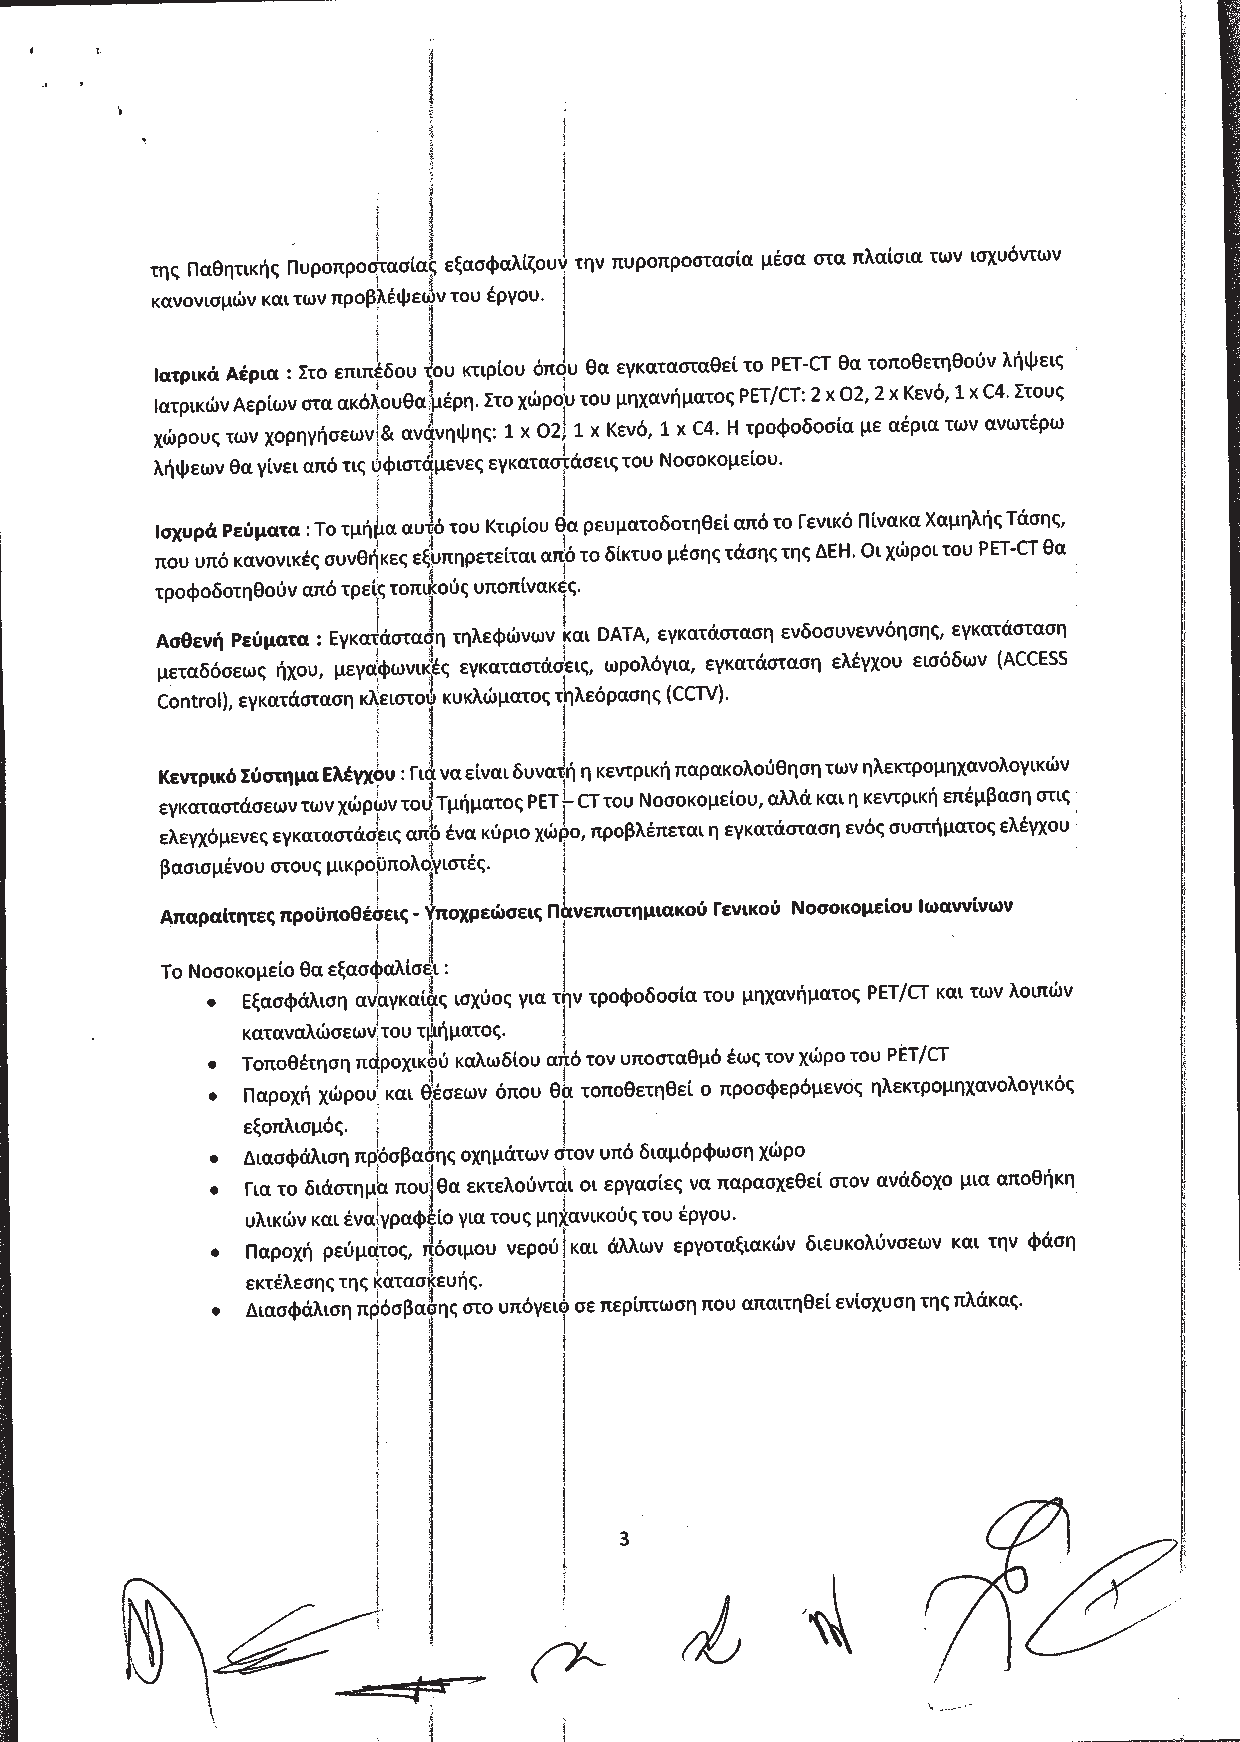 της Παθητικής Πυροπροστασίας εξασφαλίζουν την πυροπροστασία μέσα στα πλαίσια των ισχυόντων
κανονισμών και των προβλέψεων του έργου.
Ιατρικά Αέρια : Στο επιπέδου του κτιρίου όπου θα εγκατασταθεί το PET-CT θα τοποθετηθούν λήψεις
Ιατρικών Αερίων στα ακόλουθα μέρη. Στο χώρου του μηχανήματος PET/CT: 2 x O2, 2 x Κενό, 1 x C4. Στους
χώρους των χορηγήσεων & ανάνηψης: 1 x O2, 1 x Κενό, 1 x C4. Η τροφοδοσία με αέρια των ανωτέρω
λήψεων θα γίνει από τις υφιστάμενες εγκαταστάσεις του Νοσοκομείου.
Ισχυρά Ρεύματα : Το τμήμα αυτό του Κτιρίου θα ρευματοδοτηθεί από το Γενικό Πίνακα Χαμηλής Τάσης,
που υπό κανονικές συνθήκες εξυπηρετείται από το δίκτυο μέσης τάσης της ΔΕΗ. Οι χώροι του PET-CT θα
τροφοδοτηθούν από τρείς τοπικούς υποπίνακες.
Ασθενή Ρεύματα : Εγκατάσταση τηλεφώνων και DATA, εγκατάσταση ενδοσυνεννόησης, εγκατάσταση
μεταδόσεως ήχου, μεγαφωνικές εγκαταστάσεις, ωρολόγια, εγκατάσταση ελέγχου εισόδων (ACCESS
Control), εγκατάσταση κλειστού κυκλώματος τηλεόρασης (CCTV).
Κεντρικό Σύστημα Ελέγχου : Για να είναι δυνατή η κεντρική παρακολούθηση των ηλεκτρομηχανολογικών
εγκαταστάσεων των χώρων του Τμήματος PET – CT του Νοσοκομείου, αλλά και η κεντρική επέμβαση στις
ελεγχόμενες εγκαταστάσεις από ένα κύριο χώρο, προβλέπεται η εγκατάσταση ενός συστήματος ελέγχου
βασισμένου στους μικροϋπολογιστές.
Απαραίτητες προϋποθέσεις - Υποχρεώσεις Πανεπιστημιακού Γενικού Νοσοκομείου Ιωαννίνων
Το Νοσοκομείο θα εξασφαλίσει :
• Εξασφάλιση αναγκαίας ισχύος για την τροφοδοσία του μηχανήματος PET/CT και των λοιπών
καταναλώσεων του τμήματος.
• Τοποθέτηση παροχικού καλωδίου από τον υποσταθμό έως τον χώρο του PET/CT
• Παροχή χώρου και θέσεων όπου θα τοποθετηθεί ο προσφερόμενος ηλεκτρομηχανολογικός
εξοπλισμός.
• Διασφάλιση πρόσβασης οχημάτων στον υπό διαμόρφωση χώρο
• Για το διάστημα που θα εκτελούνται οι εργασίες να παρασχεθεί στον ανάδοχο μια αποθήκη
υλικών και ένα γραφείο για τους μηχανικούς του έργου.
• Παροχή ρεύματος, πόσιμου νερού και άλλων εργοταξιακών διευκολύνσεων και την φάση
εκτέλεσης της κατασκευής.
• Διασφάλιση πρόσβασης στο υπόγειο σε περίπτωση που απαιτηθεί ενίσχυση της πλάκας.
3